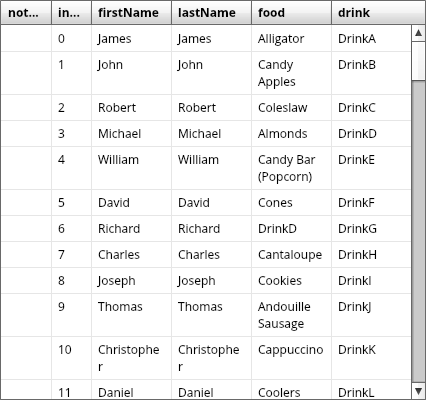 not... in... firstName lastName food drink
0 James James Alligator DrinkA
1 John John Candy DrinkB
Apples
2 Robert Robert Coleslaw DrinkC
3 Michael Michael Almonds DrinkD
4 William William Candy Bar DrinkE
(Popcorn)
5 David David Cones DrinkF
6 Richard Richard DrinkD DrinkG
7 Charles Charles Cantaloupe DrinkH
8 Joseph Joseph Cookies DrinkI
9 Thomas Thomas Andouille DrinkJ
Sausage
10 Christophe Christophe Cappuccino DrinkK
r r
11 Daniel Daniel Coolers DrinkL